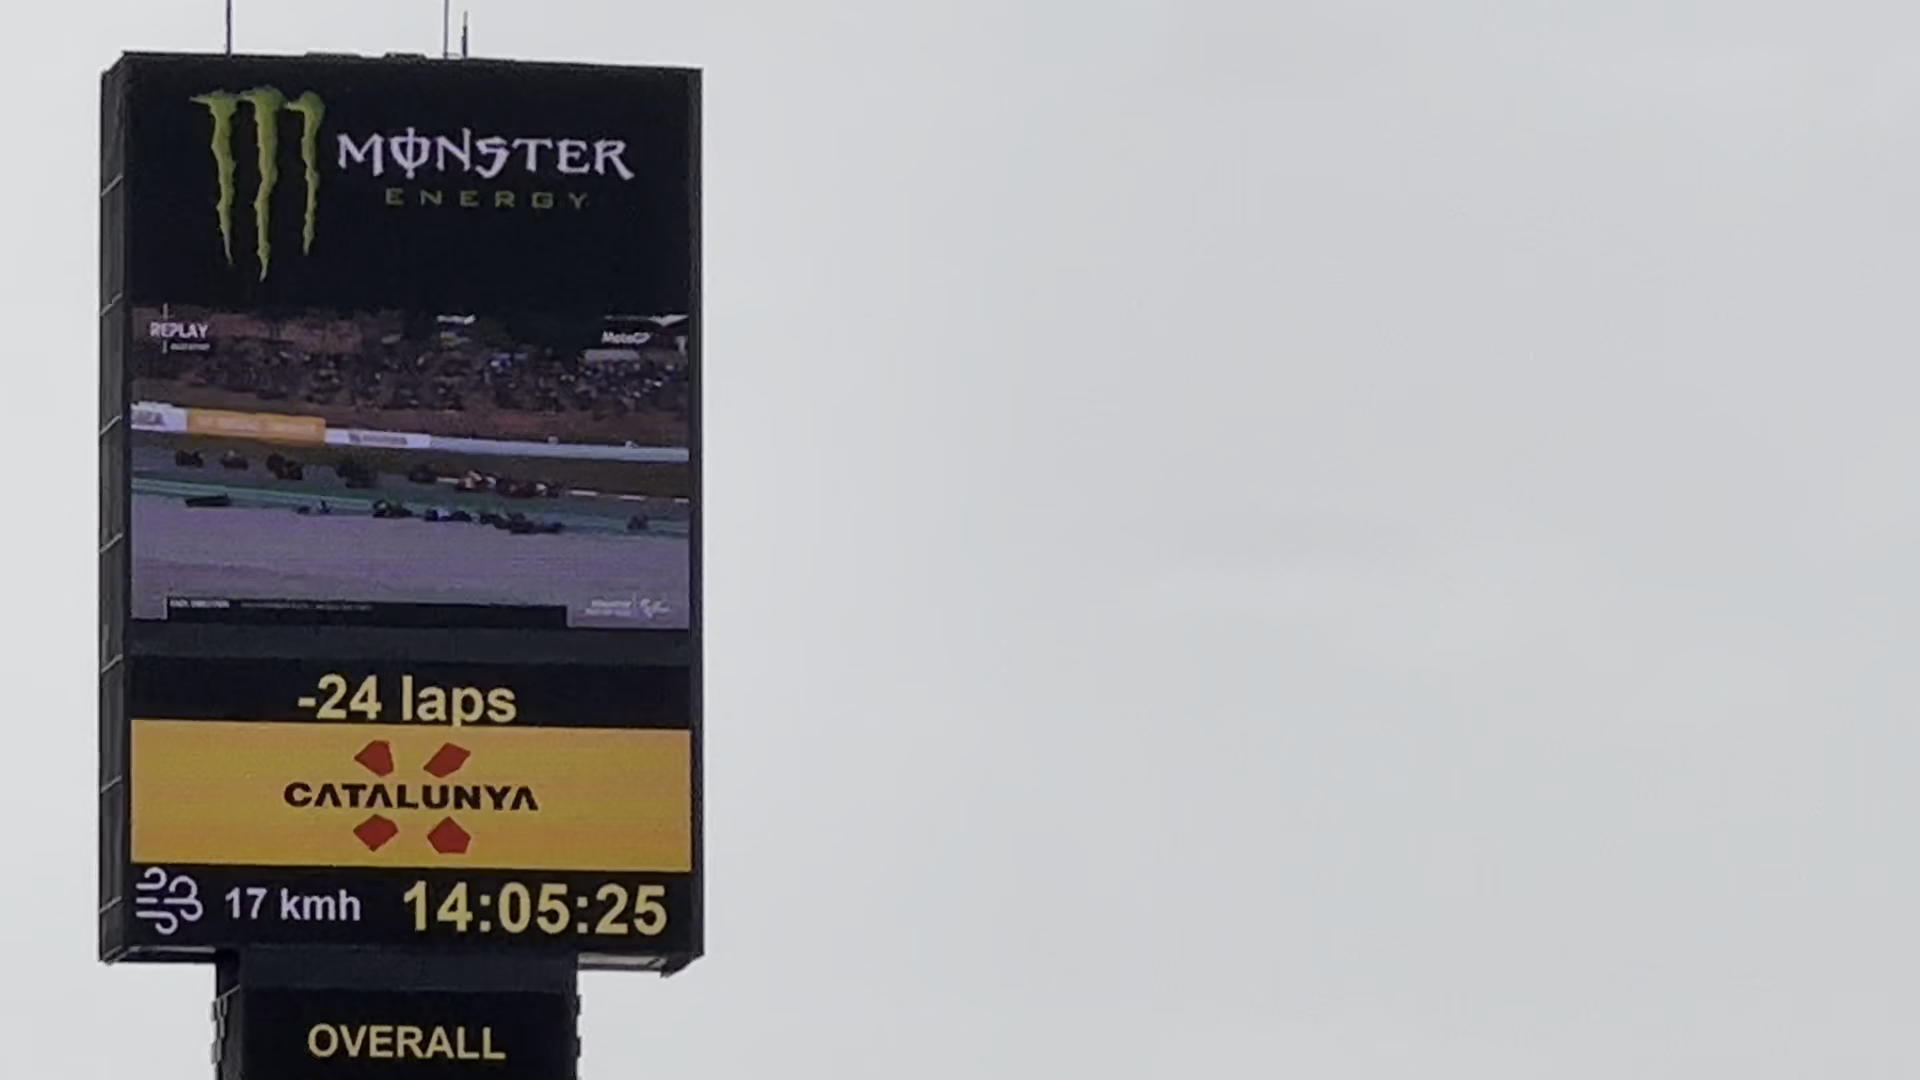 MONSTER
ENERGY
REPLAY
MotoGP
-24 laps
CATALUNYA
17 kmh 14:05:25
OVERALL